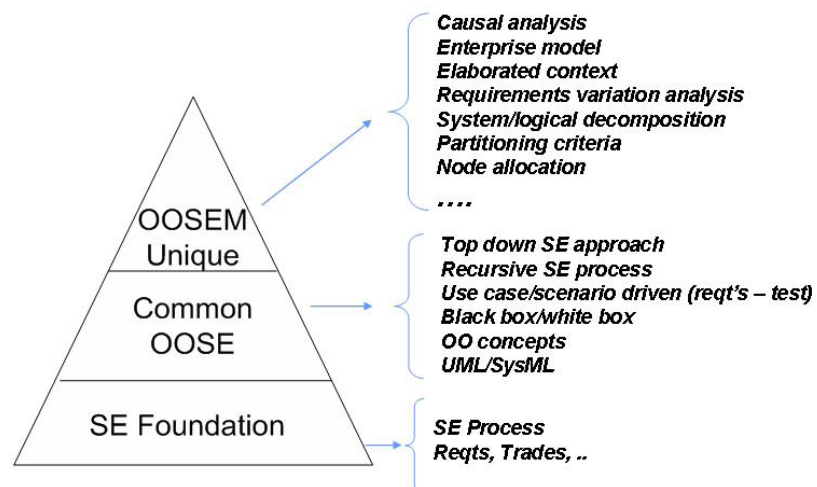 Causal analysis
Enterprise model
Elaborated context
Requirements variation analysis
System/logical decomposition
Partitioning criteria
Node allocation
....
OOSEM
Unique
Top down SE approach
Recursive SE process
Use case/scenario driven (reqt's – test)
Black box/white box
OO concepts
UML/SysML
Common
OOSE
SE Foundation
SE Process
Reqts, Trades, ..